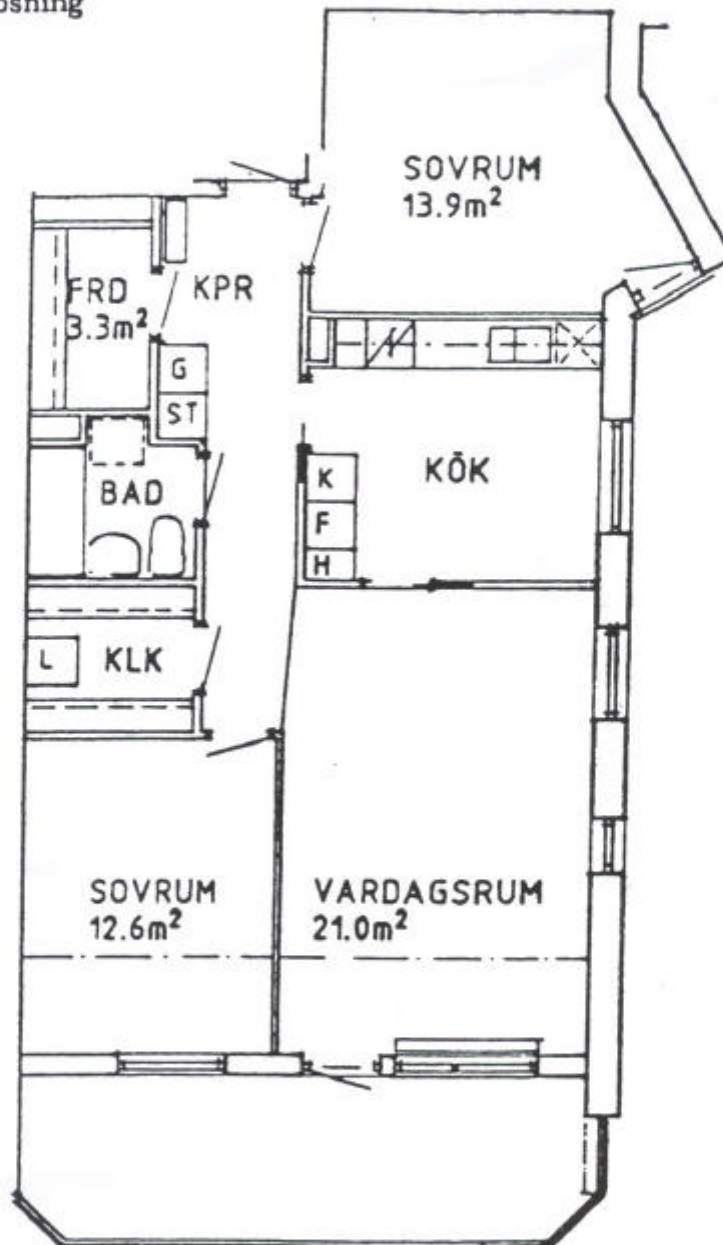 SOVRUM
13.9m²
FRD
3.3m²
KPR
G
ST
K
F
H
KÖK
BAD
L
KLK
SOVRUM
12.6m²
VARDAGSRUM
21.0m²